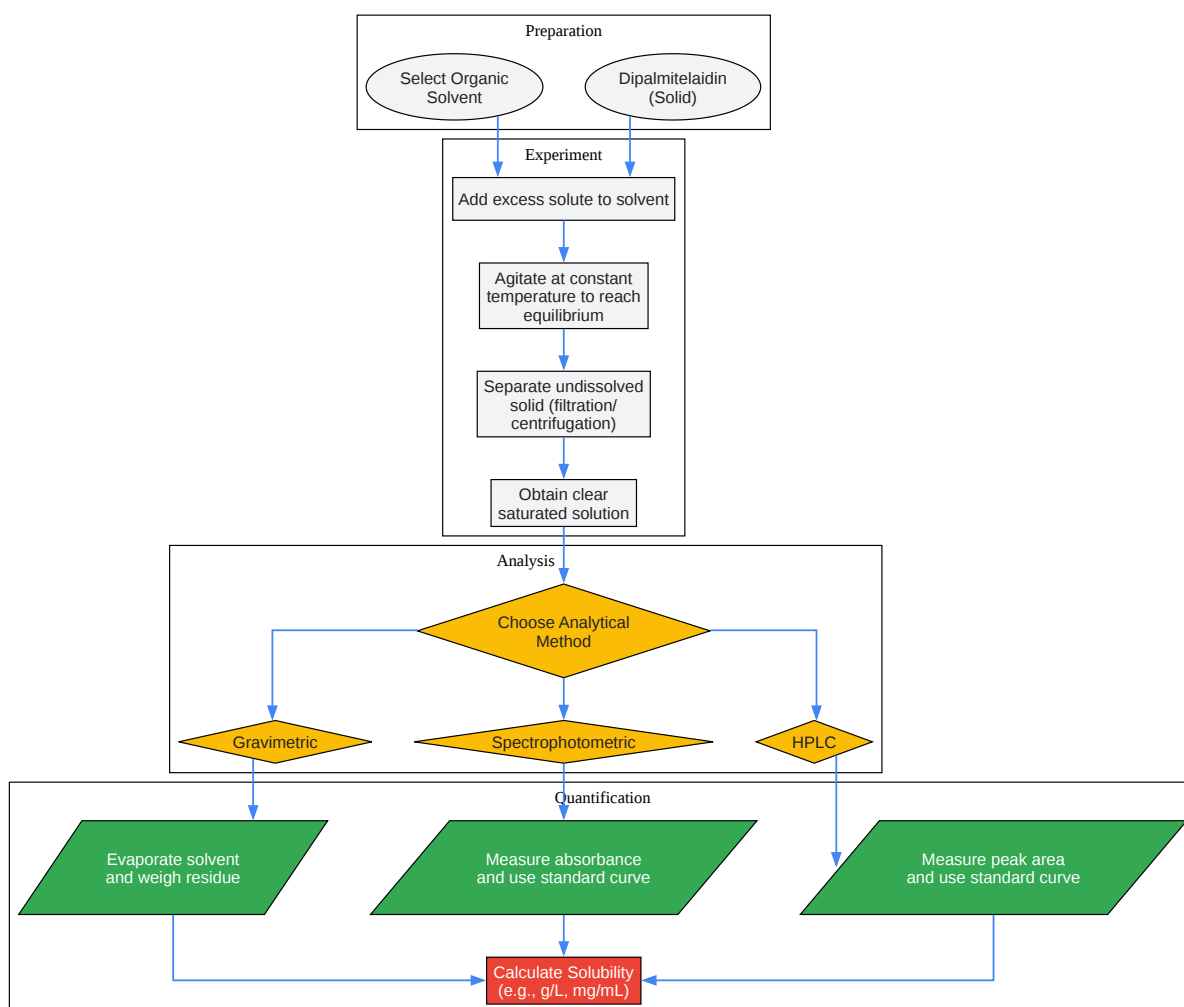 Preparation
Select Organic
Solvent
Dipalmitelaidin
(Solid)
Experiment
Add excess solute to solvent
Agitate at constant
temperature to reach
equilibrium
Separate undissolved
solid (filtration/
centrifugation)
Obtain clear
saturated solution
Analysis
Choose Analytical
Method
Gravimetric
Spectrophotometric
HPLC
Quantification
Evaporate solvent
and weigh residue
Measure absorbance
and use standard curve
Measure peak area
and use standard curve
Calculate Solubility
(e.g., g/L, mg/mL)